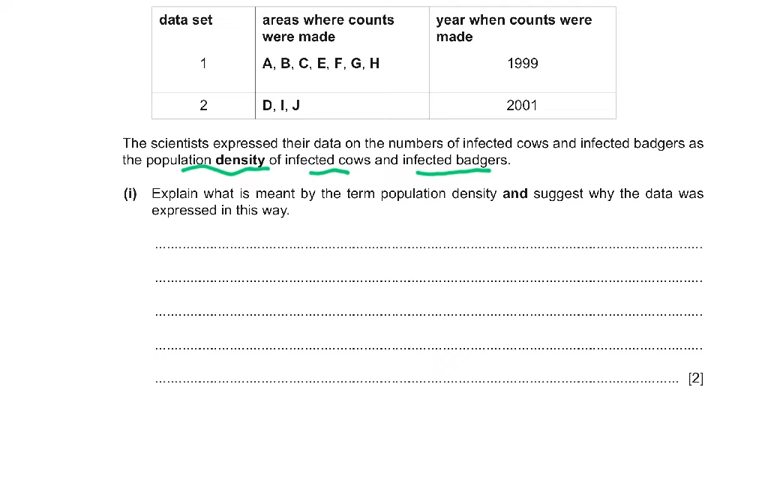 data set areas where counts were made year when counts were made
1 A, B, C, E, F, G, H 1999
2 D, I, J 2001
The scientists expressed their data on the numbers of infected cows and infected badgers as
the population density of infected cows and infected badgers.
(i) Explain what is meant by the term population density and suggest why the data was
expressed in this way.
[2]